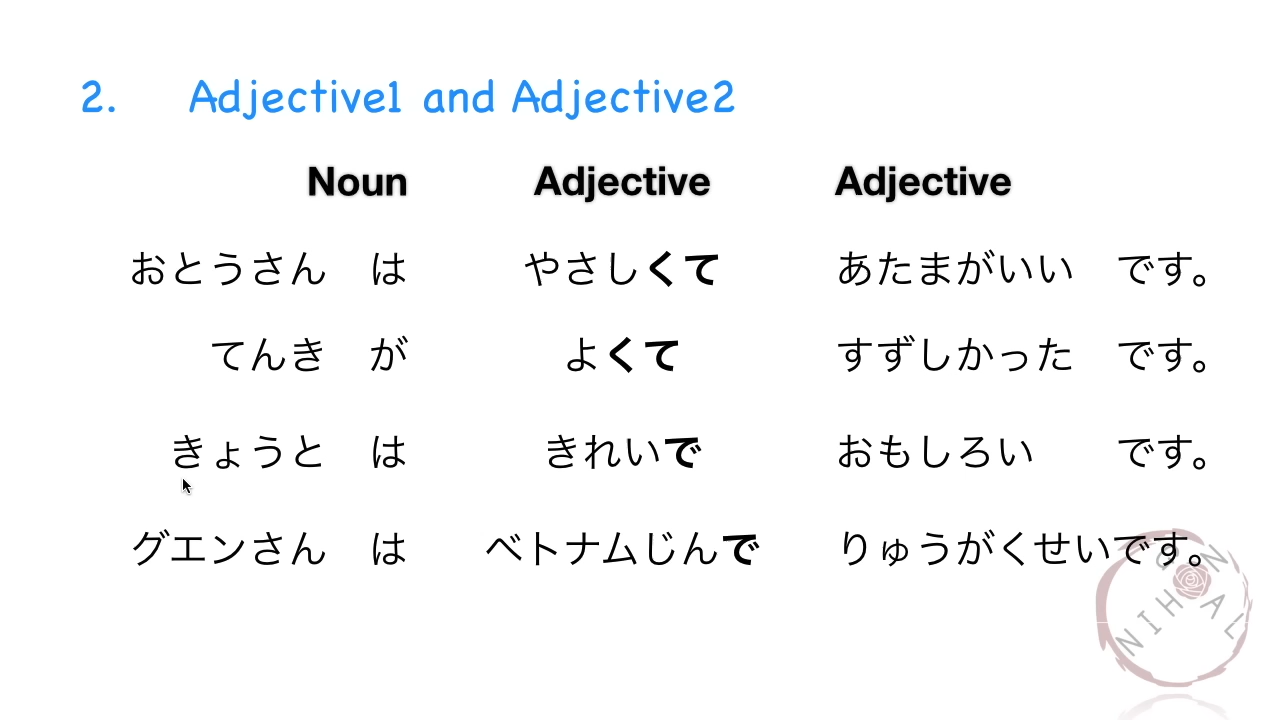 2. Adjective1 and Adjective2
Noun Adjective Adjective
おとうさん は やさしくて あたまがいい です。
てんき が よくて すずしかった です。
きょうと は きれいで おもしろい です。
グエンさん は ベトナムじんで りゅうがくせいです。